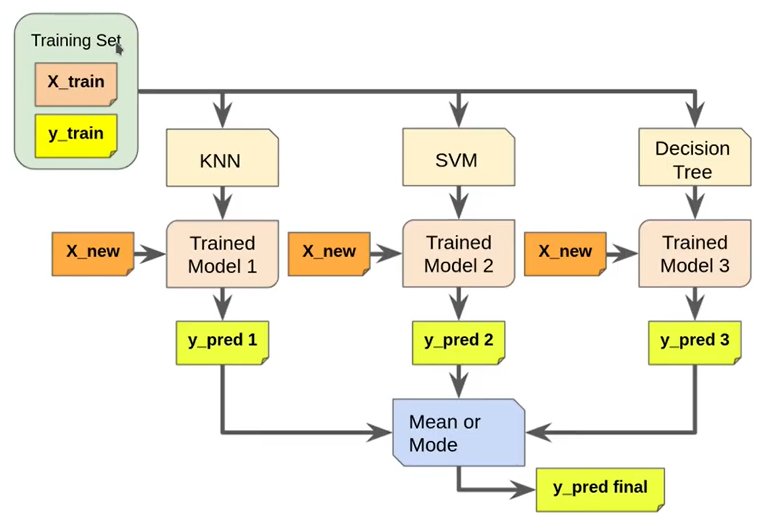 Training Set
X_train
y_train
KNN
SVM
Decision
Tree
X_new
Trained
Model 1
X_new
Trained
Model 2
X_new
Trained
Model 3
y_pred 1
y_pred 2
y_pred 3
Mean or
Mode
y_pred final